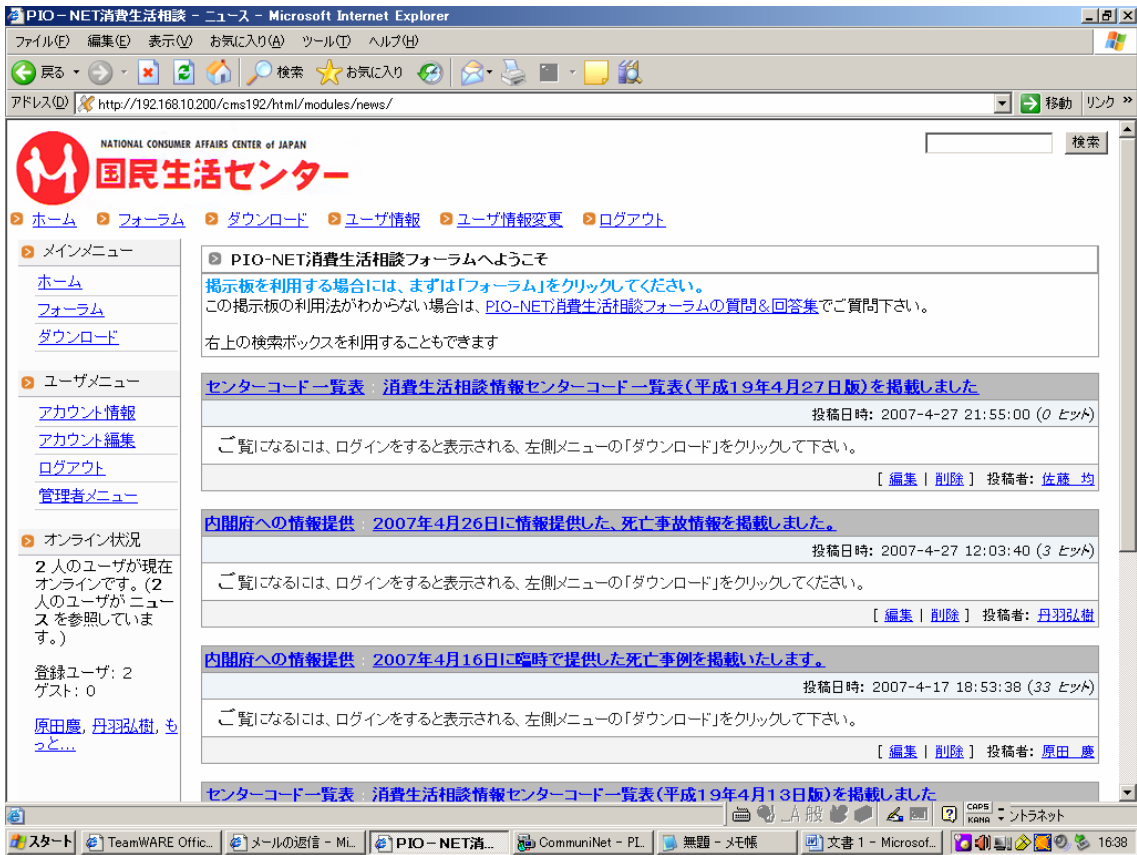 PIO－NET消費生活相談 - ニュース - Microsoft Internet Explorer
ファイル(F) 編集(E) 表示(V) お気に入り(A) ツール(T) ヘルプ(H)
戻る 検索 お気に入り
アドレス(D) http://192.168.10.200/cms192/html/modules/news/ 移動 リンク »
NATIONAL CONSUMER AFFAIRS CENTER of JAPAN
国民生活センター
検索
ホーム フォーラム ダウンロード ユーザ情報 ユーザ情報変更 ログアウト
メインメニュー
ホーム
フォーラム
ダウンロード
ユーザメニュー
アカウント情報
アカウント編集
ログアウト
管理者メニュー
オンライン状況
2 人のユーザが現在
オンラインです。(2
人のユーザが ニュー
ス を参照していま
す。)
登録ユーザ: 2
ゲスト: 0
原田慶, 丹羽弘樹, も
っと...
PIO-NET消費生活相談フォーラムへようこそ
掲示板を利用する場合には、まずは「フォーラム」をクリックしてください。
この掲示板の利用法がわからない場合は、PIO-NET消費生活相談フォーラムの質問＆回答集でご質問下さい。
右上の検索ボックスを利用することもできます
センターコード一覧表 : 消費生活相談情報センターコード一覧表(平成19年4月27日版)を掲載しました
投稿日時: 2007-4-27 21:55:00 (0 ヒット)
ご覧になるには、ログインをすると表示される、左側メニューの「ダウンロード」をクリックして下さい。
[ 編集 | 削除 ] 投稿者: 佐藤 均
内閣府への情報提供 : 2007年4月26日に情報提供した、死亡事故情報を掲載しました。
投稿日時: 2007-4-27 12:03:40 (3 ヒット)
ご覧になるには、ログインをすると表示される、左側メニューの「ダウンロード」をクリックしてください。
[ 編集 | 削除 ] 投稿者: 丹羽弘樹
内閣府への情報提供 : 2007年4月16日に臨時で提供した死亡事例を掲載いたします。
投稿日時: 2007-4-17 18:53:38 (33 ヒット)
ご覧になるには、ログインをすると表示される、左側メニューの「ダウンロード」をクリックして下さい。
[ 編集 | 削除 ] 投稿者: 原田 慶
センターコード一覧表 : 消費生活相談情報センターコード一覧表(平成19年4月13日版)を掲載しました
A 般 CAPS KANA ントラネット
スタート TeamWARE Offic... メールの返信 - Mi... PIO－NET消... CommuniNet - PI... 無題 - メモ帳 文書 1 - Microsof... 16:38